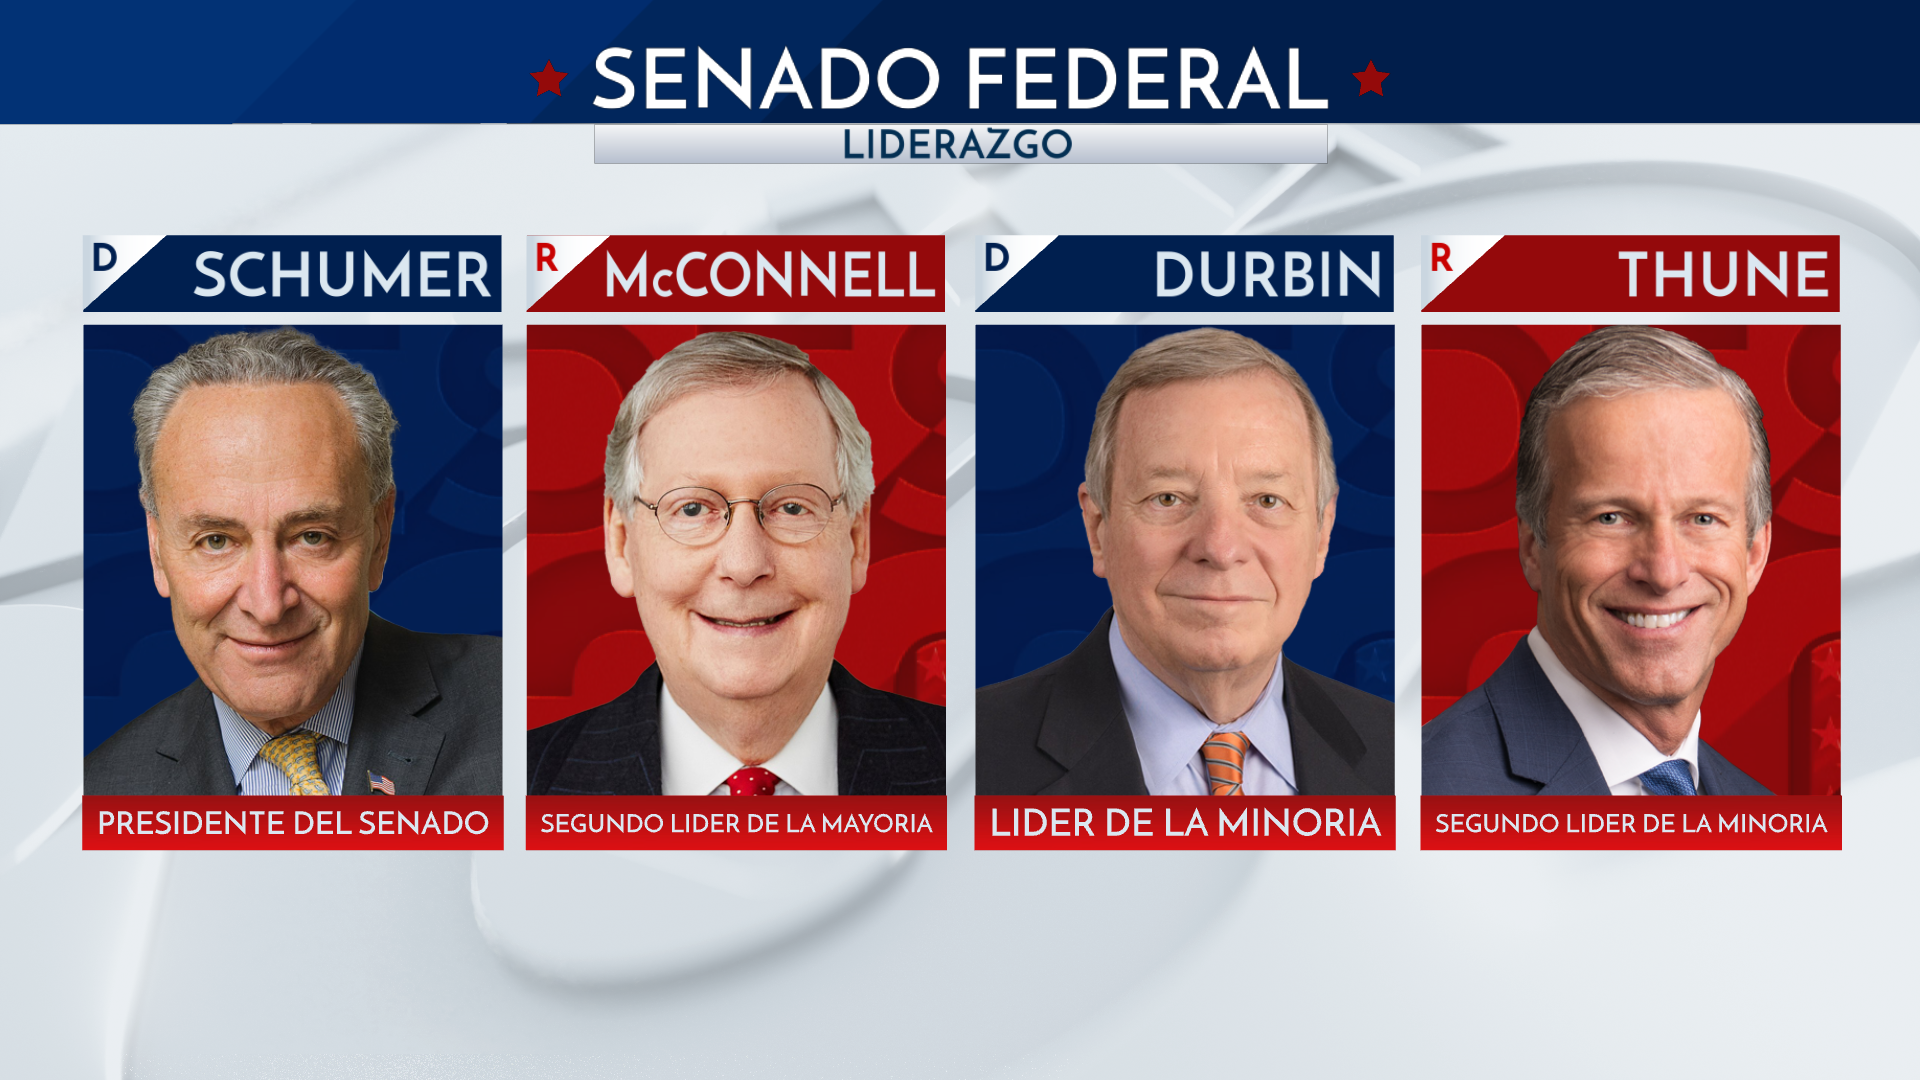 SENADO FEDERAL
LIDERAZGO
D SCHUMER
R McCONNELL
D DURBIN
R THUNE
PRESIDENTE DEL SENADO
SEGUNDO LIDER DE LA MAYORIA
LIDER DE LA MINORIA
SEGUNDO LIDER DE LA MINORIA